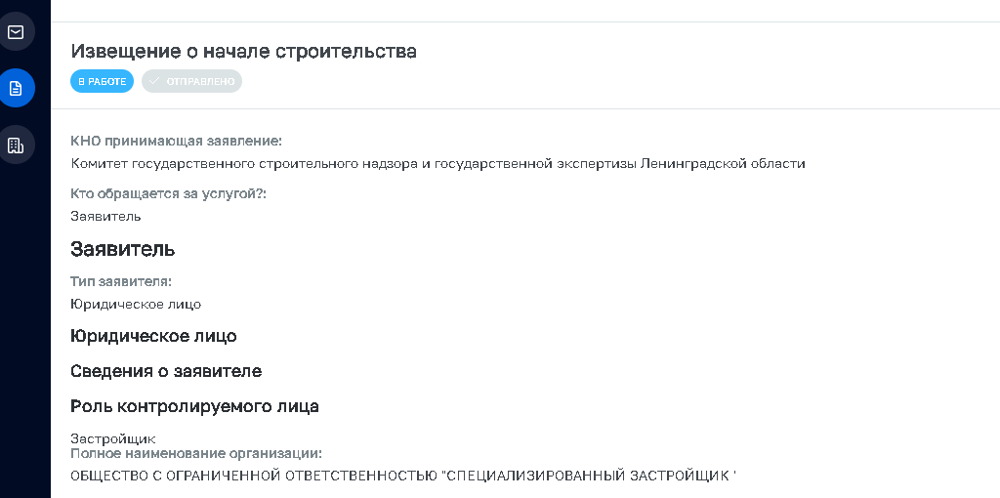 Извещение о начале строительства
В РАБОТЕ ОТПРАВЛЕНО
КНО принимающая заявление:
Комитет государственного строительного надзора и государственной экспертизы Ленинградской области
Кто обращается за услугой?:
Заявитель
Заявитель
Тип заявителя:
Юридическое лицо
Юридическое лицо
Сведения о заявителе
Роль контролируемого лица
Застройщик
Полное наименование организации:
ОБЩЕСТВО С ОГРАНИЧЕННОЙ ОТВЕТСТВЕННОСТЬЮ "СПЕЦИАЛИЗИРОВАННЫЙ ЗАСТРОЙЩИК '